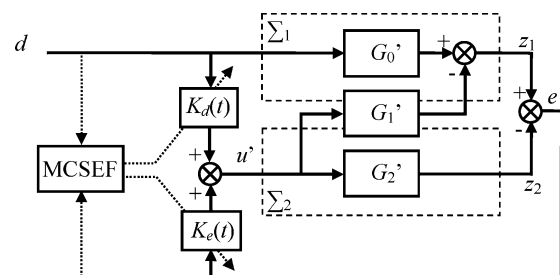 d
∑1
G0’
+
-
z1
Kd(t)
G1’
+
e
-
MCSEF
+
u’
G2’
+
∑2
z2
Ke(t)